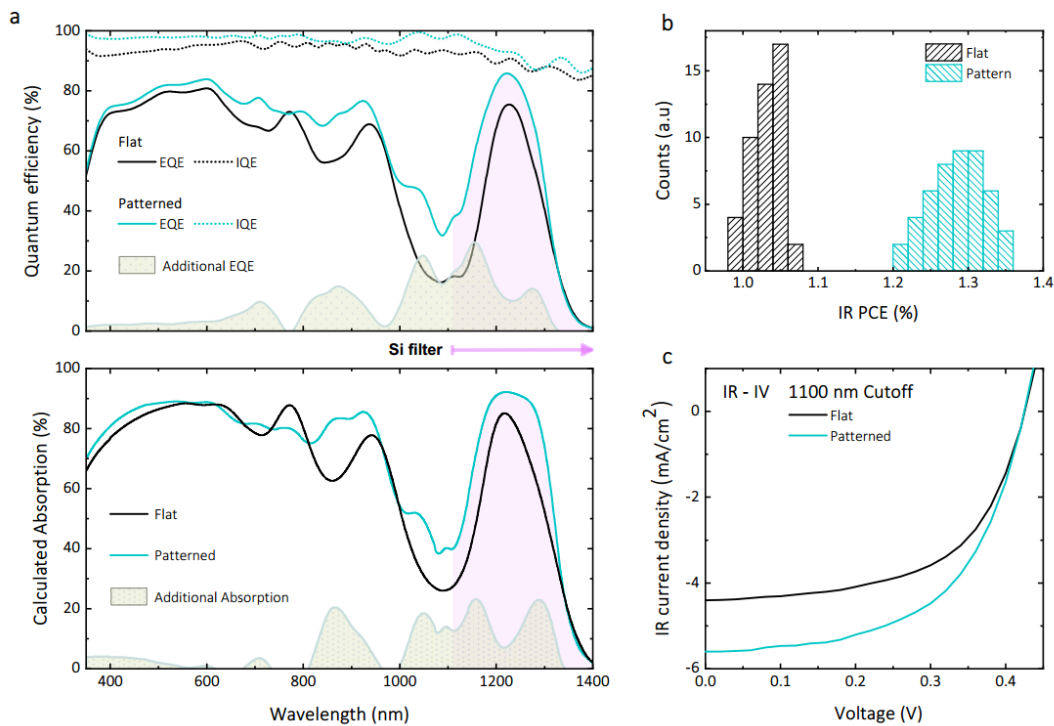 a
Quantum efficiency (%)
100
80
60
40
20
0
Flat
EQE
IQE
Patterned
EQE
IQE
Additional EQE
Si filter
Calculated Absorption (%)
100
80
60
40
20
0
Flat
Patterned
Additional Absorption
400
600
800
1000
1200
1400
Wavelength (nm)
b
Counts (a.u)
15
10
5
0
Flat
Pattern
1.0
1.1
1.2
1.3
1.4
IR PCE (%)
c
IR current density (mA/cm²)
0
-2
-4
-6
IR - IV 1100 nm Cutoff
Flat
Patterned
0.0
0.1
0.2
0.3
0.4
Voltage (V)